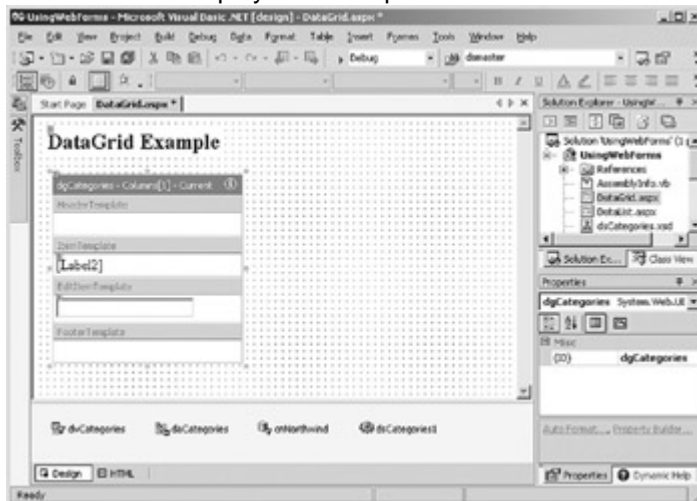 UsingWebForms - Microsoft Visual Basic .NET [design] - DataGrid.aspx *
File Edit View Project Build Debug Data Format Table Insert Frames Tools Window Help
Debug dsmaster
B I U
Start Page DataGrid.aspx *
Toolbox
DataGrid Example
dgCategories - Columns[1] - Current
HeaderTemplate
ItemTemplate
[Label2]
EditItemTemplate
FooterTemplate
dvCategories daCategories cnNorthwind dsCategories1
Design HTML
Ready
Solution Explorer - UsingW...
Solution 'UsingWebForms' (1
UsingWebForms
References
AssemblyInfo.vb
DataGrid.aspx
DataList.aspx
dsCategories.xsd
Solution Ex... Class View
Properties
dgCategories System.Web.UI
Misc
(ID) dgCategories
Auto Format..., Property Builder...
Properties Dynamic Help